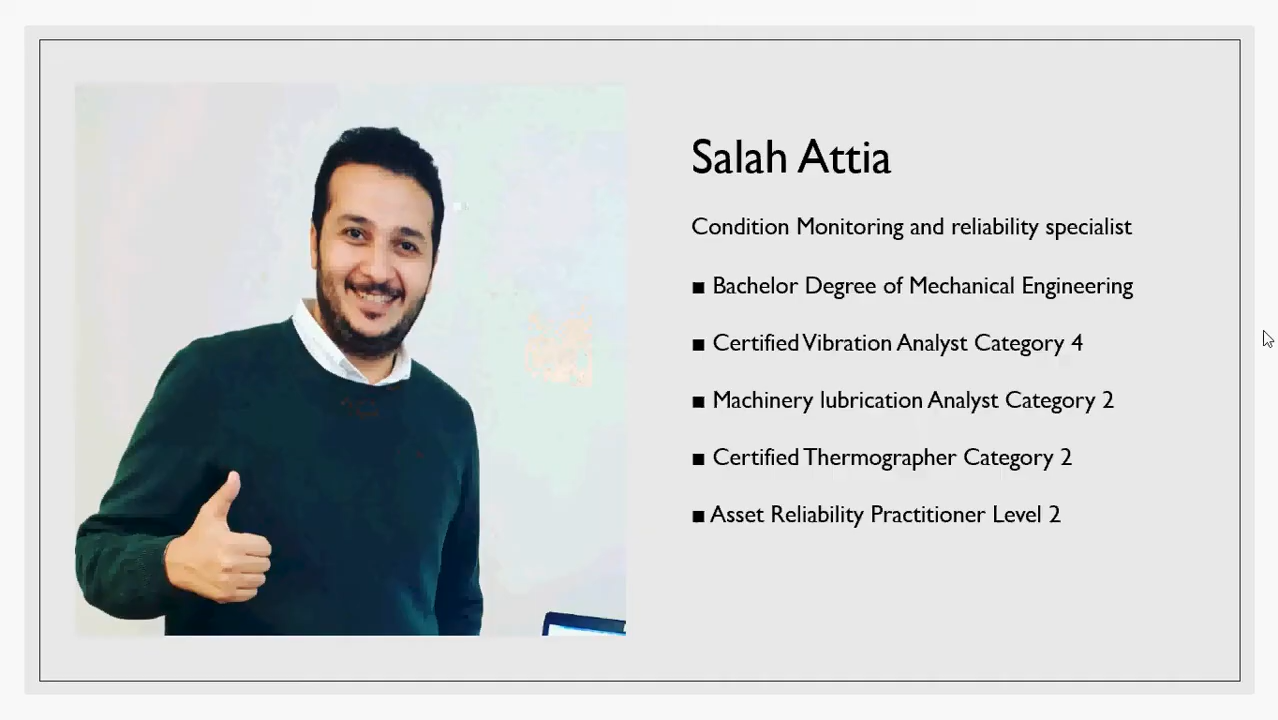 Salah Attia
Condition Monitoring and reliability specialist
■ Bachelor Degree of Mechanical Engineering
■ Certified Vibration Analyst Category 4
■ Machinery lubrication Analyst Category 2
■ Certified Thermographer Category 2
■ Asset Reliability Practitioner Level 2